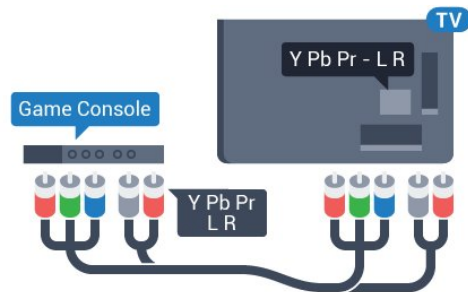 TV
Y Pb Pr - L R
Game Console
Y Pb Pr
L R